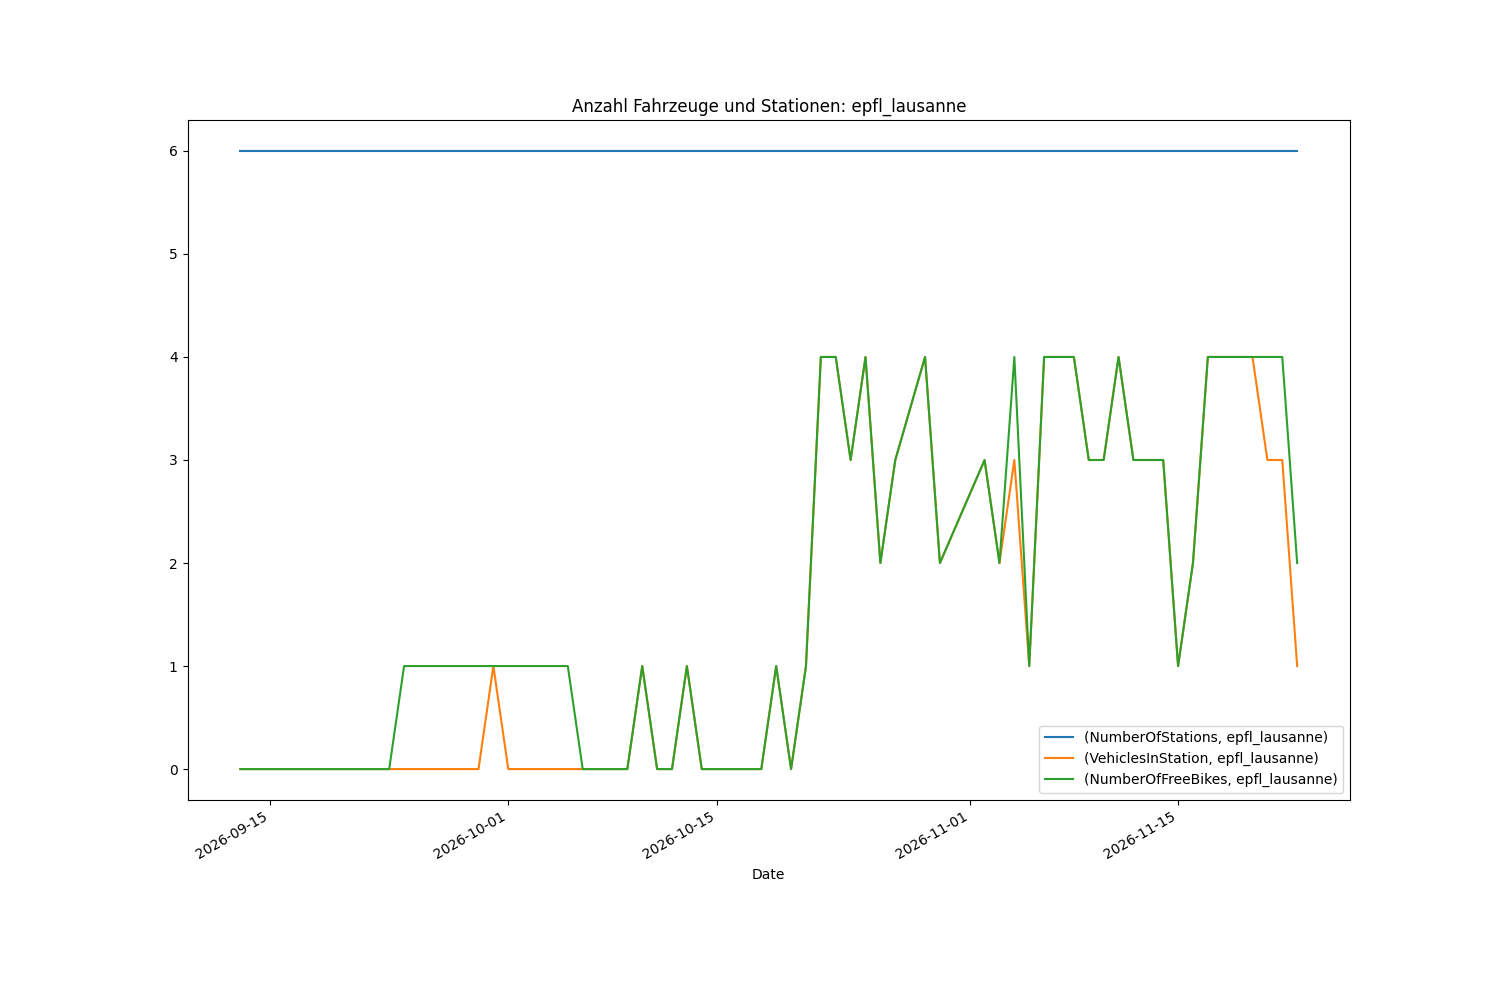 Anzahl Fahrzeuge und Stationen: epfl_lausanne
6
5
4
3
2
1
0
(NumberOfStations, epfl_lausanne)
(VehiclesInStation, epfl_lausanne)
(NumberOfFreeBikes, epfl_lausanne)
2026-09-15
2026-10-01
2026-10-15
2026-11-01
2026-11-15
Date